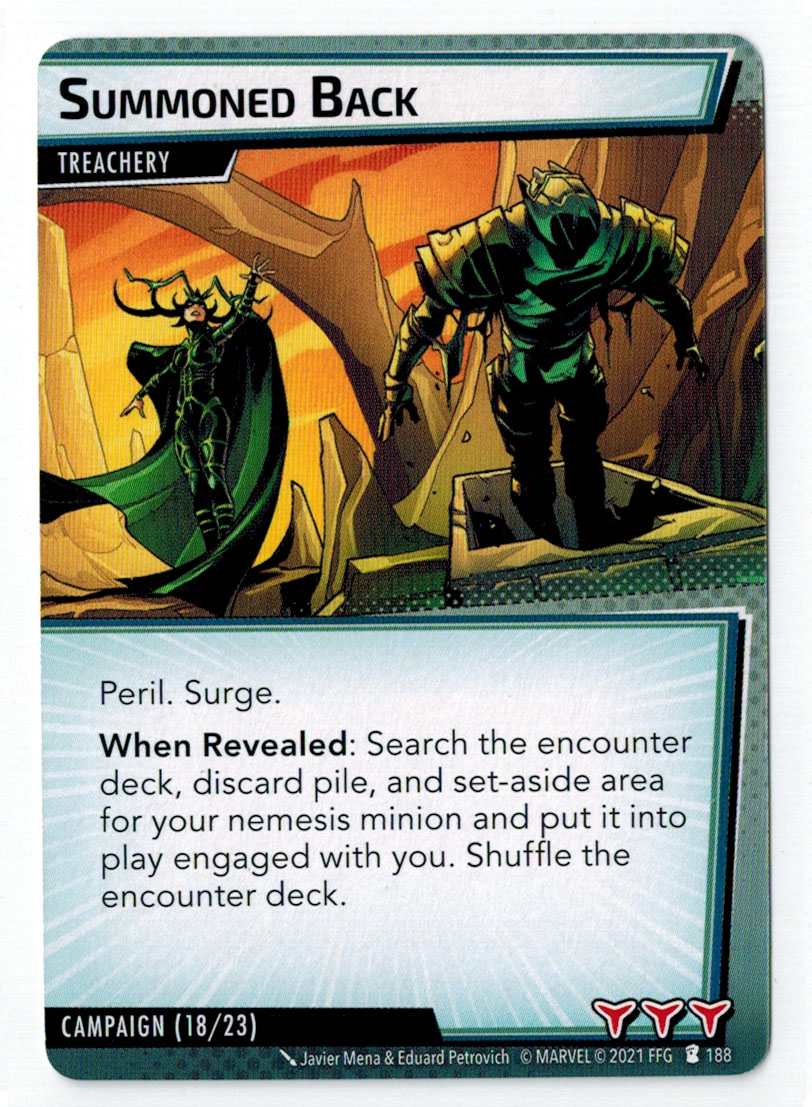 SUMMONED BACK
TREACHERY
Peril. Surge.
When Revealed: Search the encounter
deck, discard pile, and set-aside area
for your nemesis minion and put it into
play engaged with you. Shuffle the
encounter deck.
CAMPAIGN (18/23)
Javier Mena & Eduard Petrovich © MARVEL © 2021 FFG 188